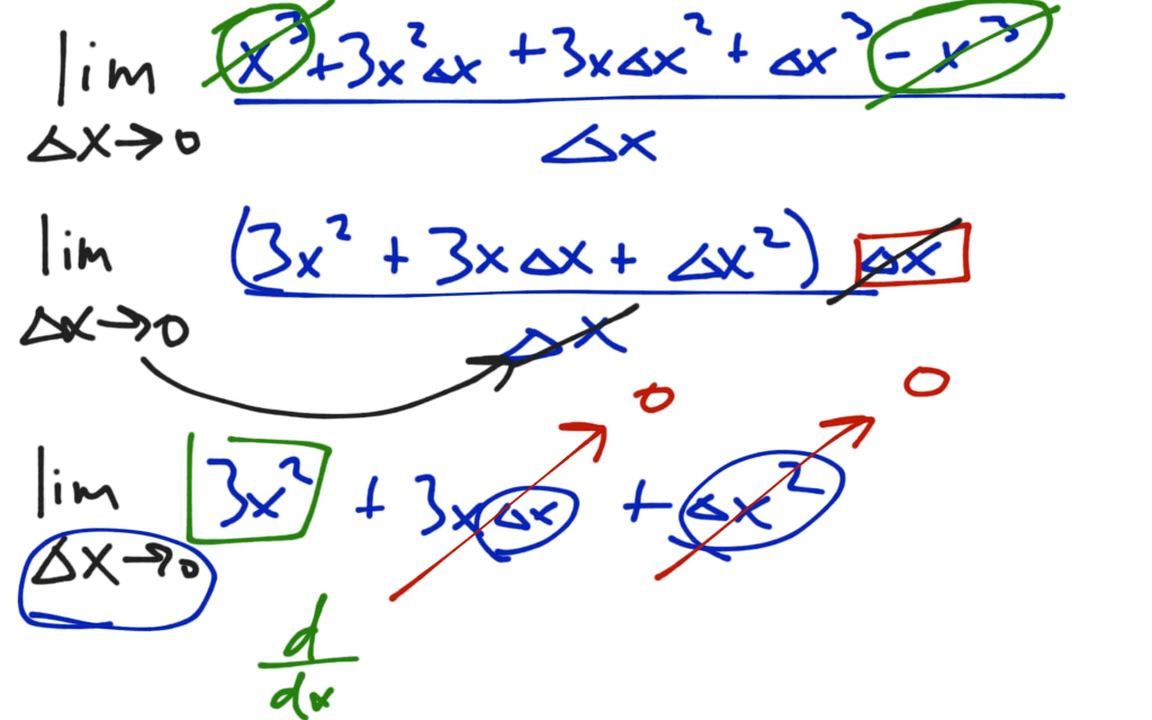 lim x³ + 3x²Δx + 3xΔx² + Δx³ - x³
Δx→0 Δx
lim (3x² + 3xΔx + Δx²) Δx
Δx→0 Δx
0 0
lim 3x² + 3xΔx + Δx²
Δx→0
d
dx